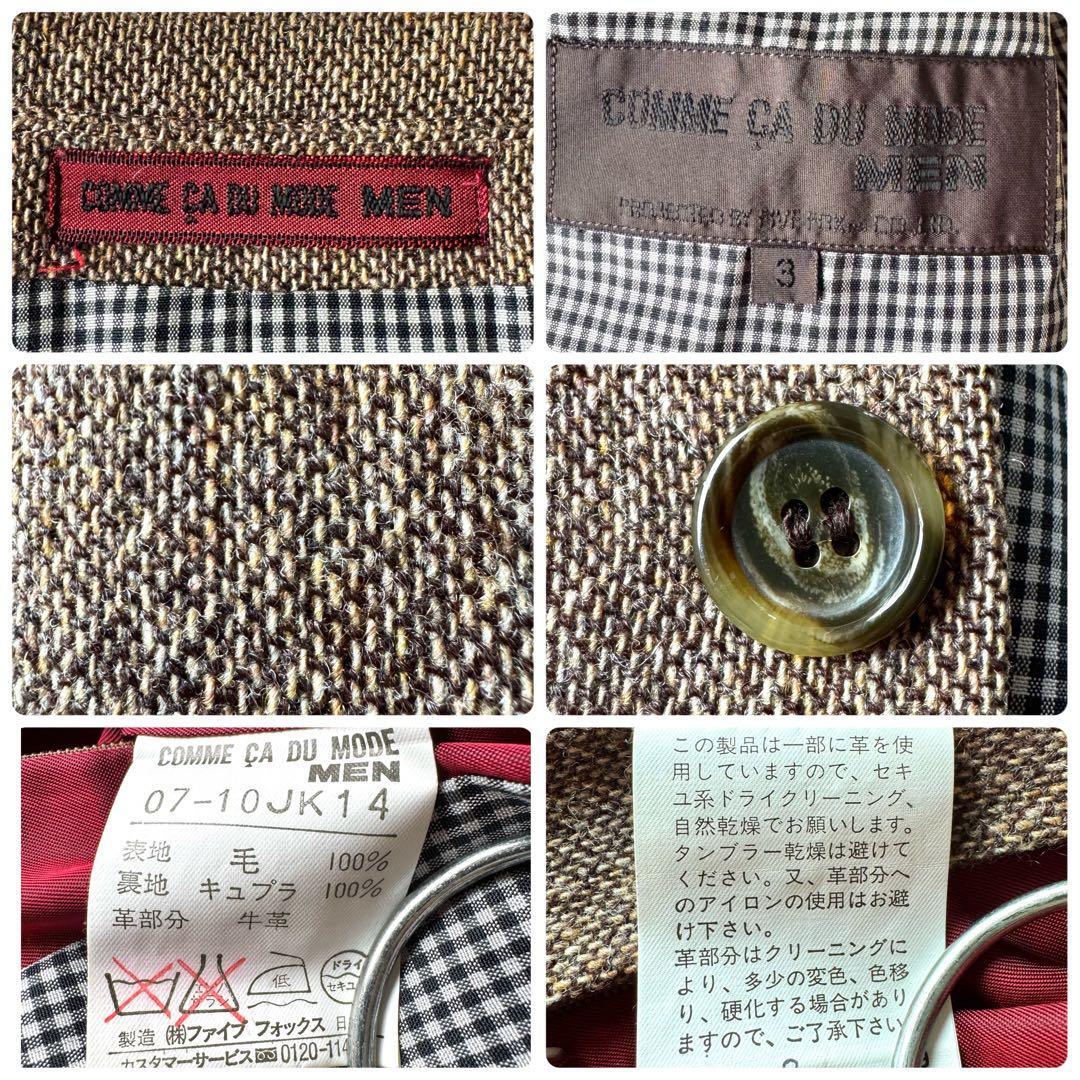 COMME ÇA DU MODE MEN
COMME ÇA DU MODE
MEN
3
COMME ÇA DU MODE
MEN
07-10JK14
表地 毛 100%
裏地 キュプラ 100%
革部分 牛革
低
ドライ
セキユ
製造 ㈱ファイブ フォックス 日
カスタマーサービス 0120-114
この製品は一部に革を使
用していますので、セキ
ユ系ドライクリーニング、
自然乾燥でお願いします。
タンブラー乾燥は避けて
ください。又、革部分へ
のアイロンの使用はお避
け下さい。
革部分はクリーニングに
より、多少の変色、色移
り、硬化する場合があり
ますので、ご了承下さい